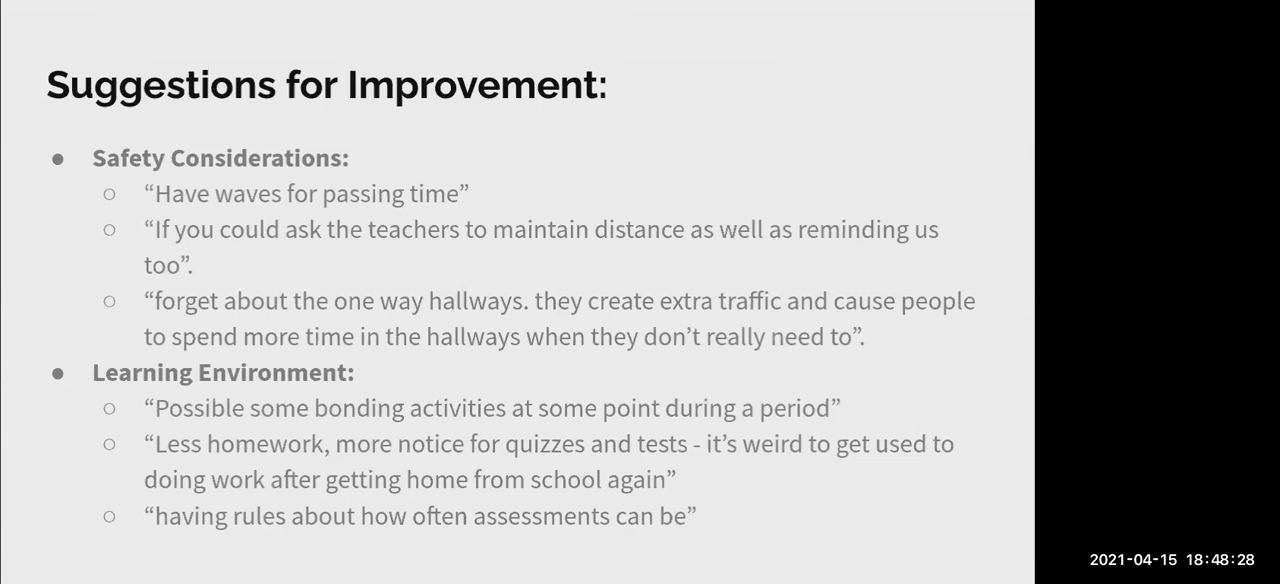 Suggestions for Improvement:
● Safety Considerations:
○ “Have waves for passing time”
○ “If you could ask the teachers to maintain distance as well as reminding us
too”.
○ “forget about the one way hallways. they create extra traffic and cause people
to spend more time in the hallways when they don’t really need to”.
● Learning Environment:
○ “Possible some bonding activities at some point during a period”
○ “Less homework, more notice for quizzes and tests - it’s weird to get used to
doing work after getting home from school again”
○ “having rules about how often assessments can be”
2021-04-15 18:48:28